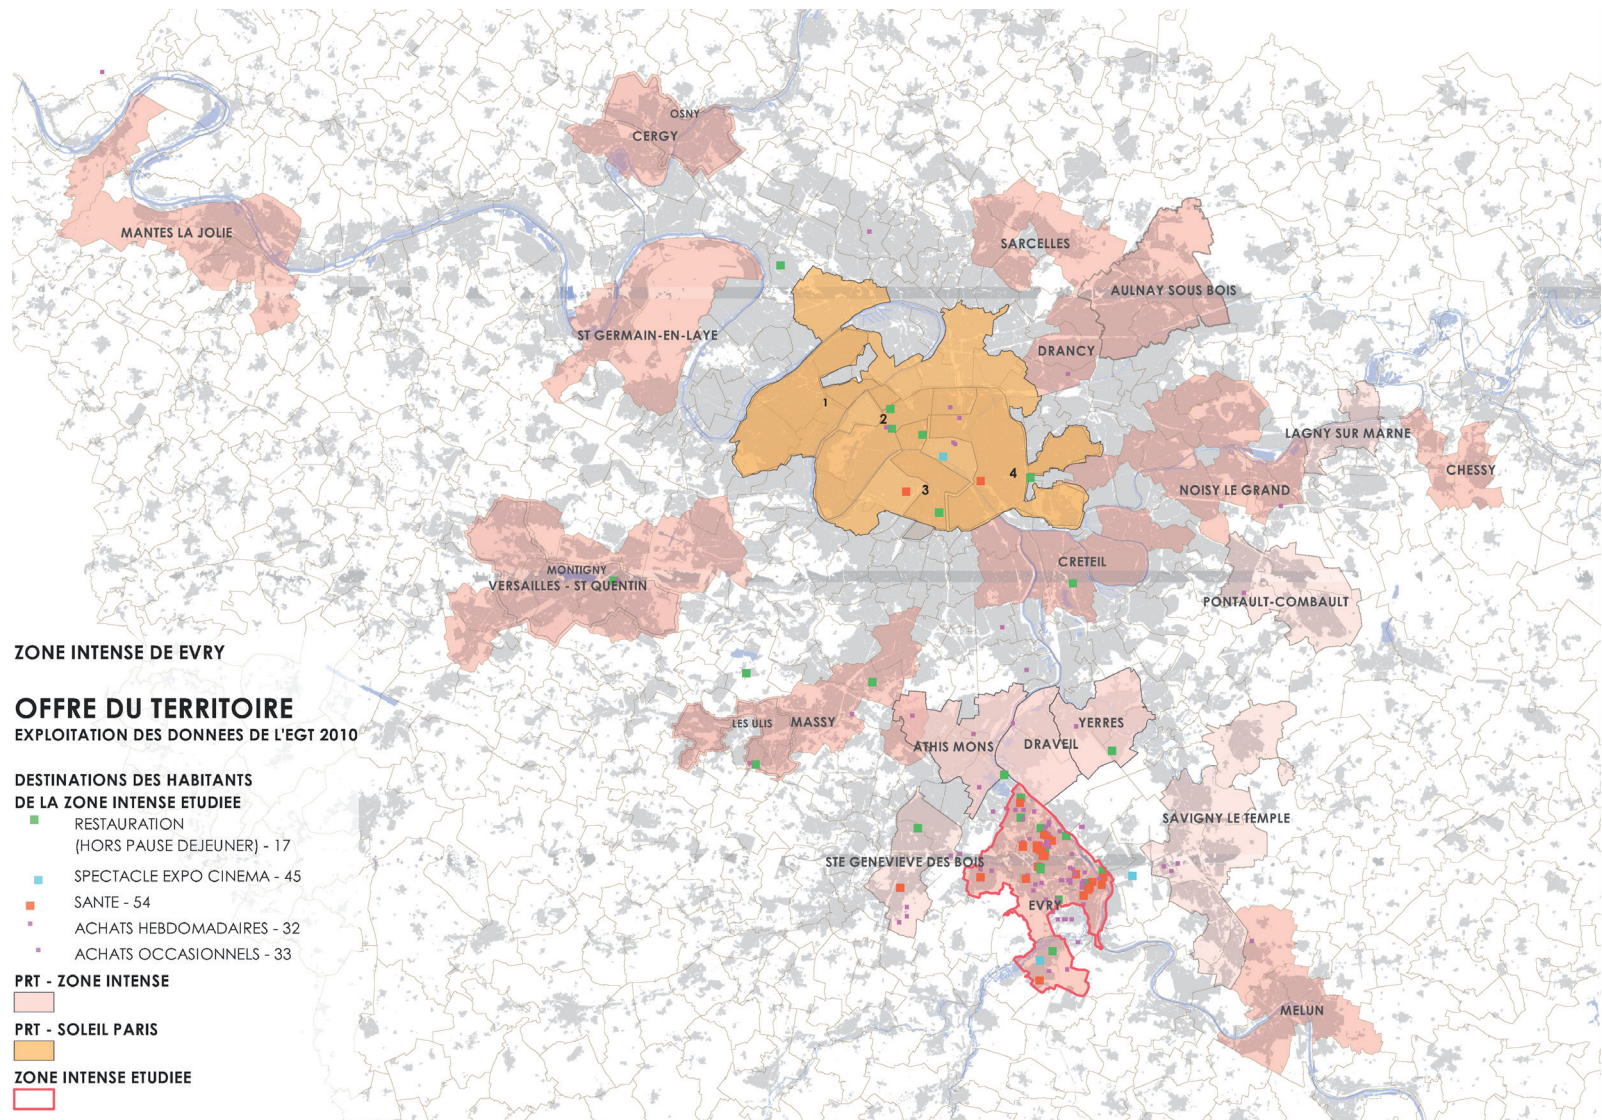 OSNY
CERGY
MANTES LA JOLIE
SARCELLES
AULNAY SOUS BOIS
ST GERMAIN-EN-LAYE
DRANCY
1
2
LAGNY SUR MARNE
CHESSY
4
3
NOISY LE GRAND
CRETEIL
MONTIGNY
VERSAILLES - ST QUENTIN
PONTAULT-COMBAULT
ZONE INTENSE DE EVRY
OFFRE DU TERRITOIRE
EXPLOITATION DES DONNEES DE L'EGT 2010
LES ULIS
MASSY
YERRES
ATHIS MONS
DRAVEIL
DESTINATIONS DES HABITANTS
DE LA ZONE INTENSE ETUDIEE
RESTAURATION
(HORS PAUSE DEJEUNER) - 17
SPECTACLE EXPO CINEMA - 45
SANTE - 54
ACHATS HEBDOMADAIRES - 32
ACHATS OCCASIONNELS - 33
SAVIGNY LE TEMPLE
STE GENEVIEVE DES BOIS
EVRY
MELUN
PRT - ZONE INTENSE
PRT - SOLEIL PARIS
ZONE INTENSE ETUDIEE